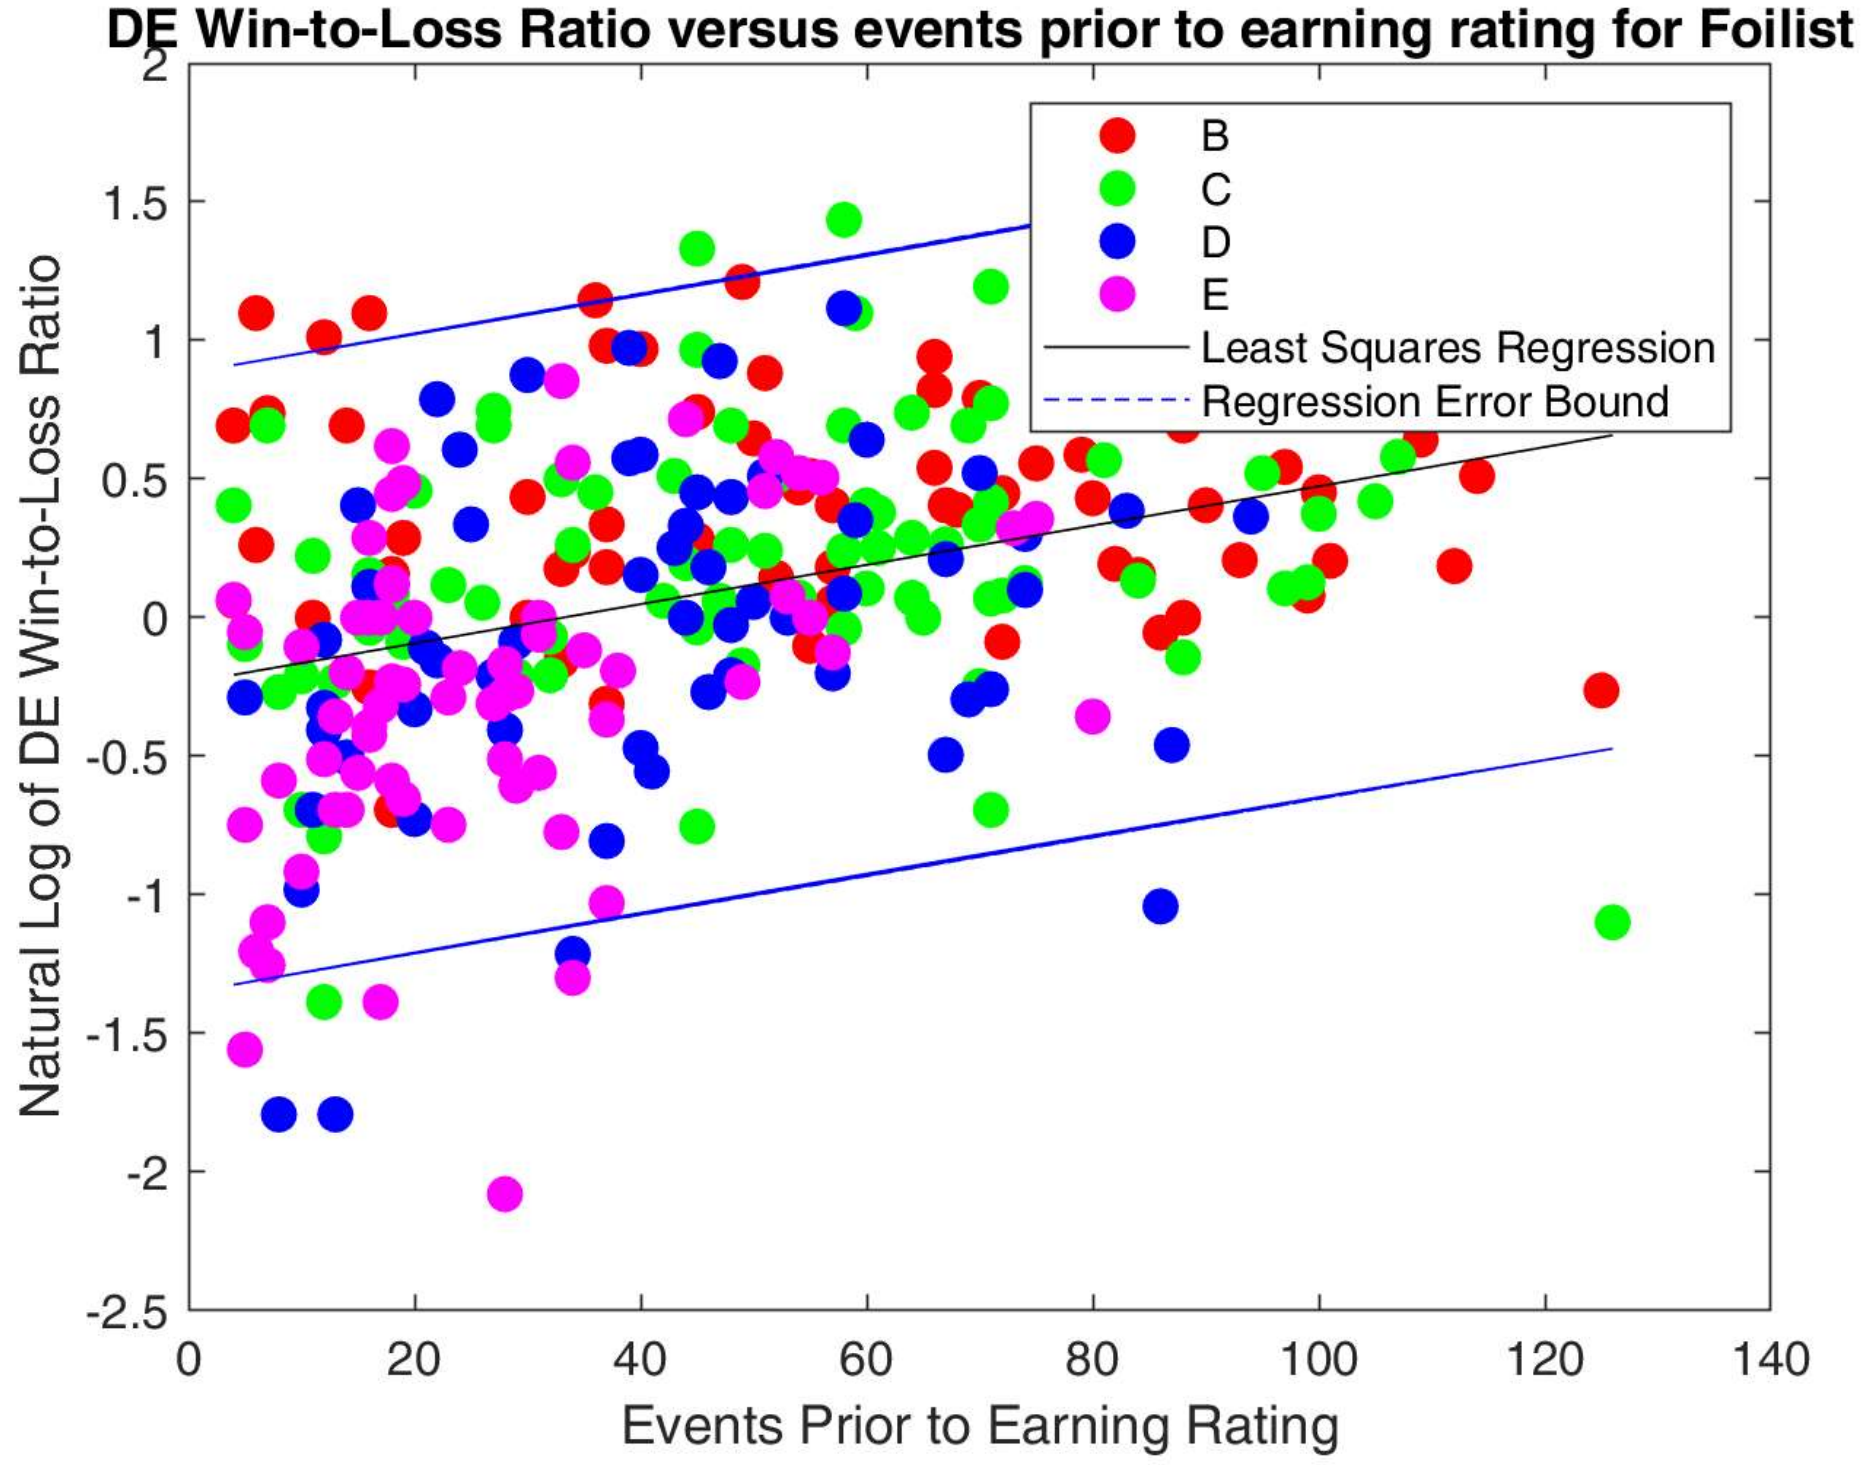 DE Win-to-Loss Ratio versus events prior to earning rating for Foilist
Natural Log of DE Win-to-Loss Ratio
2
1.5
1
0.5
0
-0.5
-1
-1.5
-2
-2.5
B
C
D
E
Least Squares Regression
Regression Error Bound
0 20 40 60 80 100 120 140
Events Prior to Earning Rating